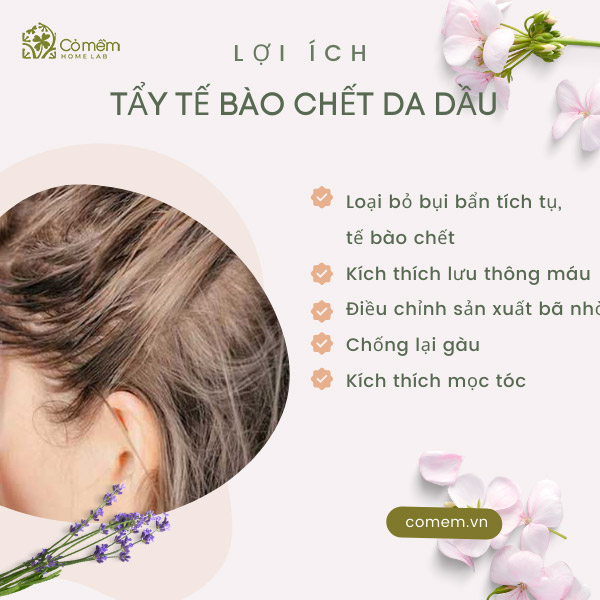 Cỏ mềm
HOME LAB
LỢI ÍCH
TẨY TẾ BÀO CHẾT DA DẦU
Loại bỏ bụi bẩn tích tụ,
tế bào chết
Kích thích lưu thông máu
Điều chỉnh sản xuất bã nhờ
Chống lại gàu
Kích thích mọc tóc
comem.vn